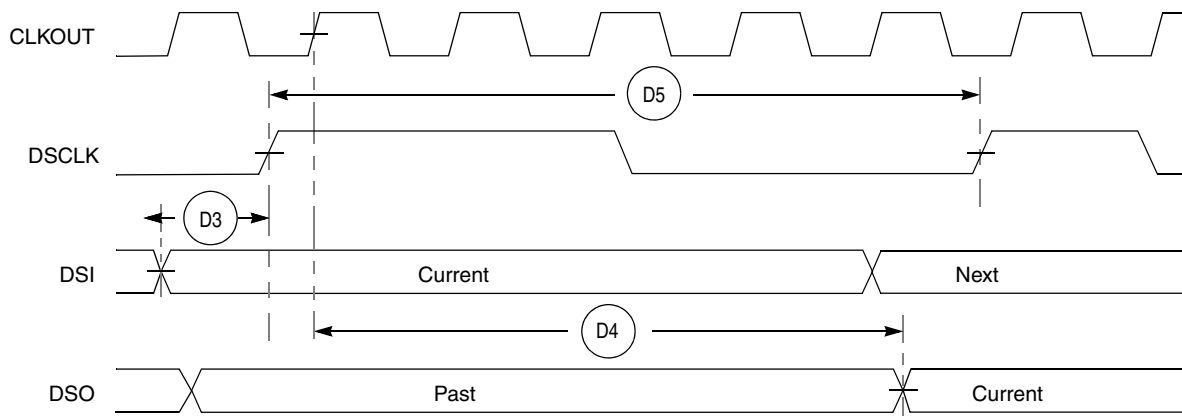 CLKOUT
D5
DSCLK
D3
DSI
Current
Next
D4
DSO
Past
Current